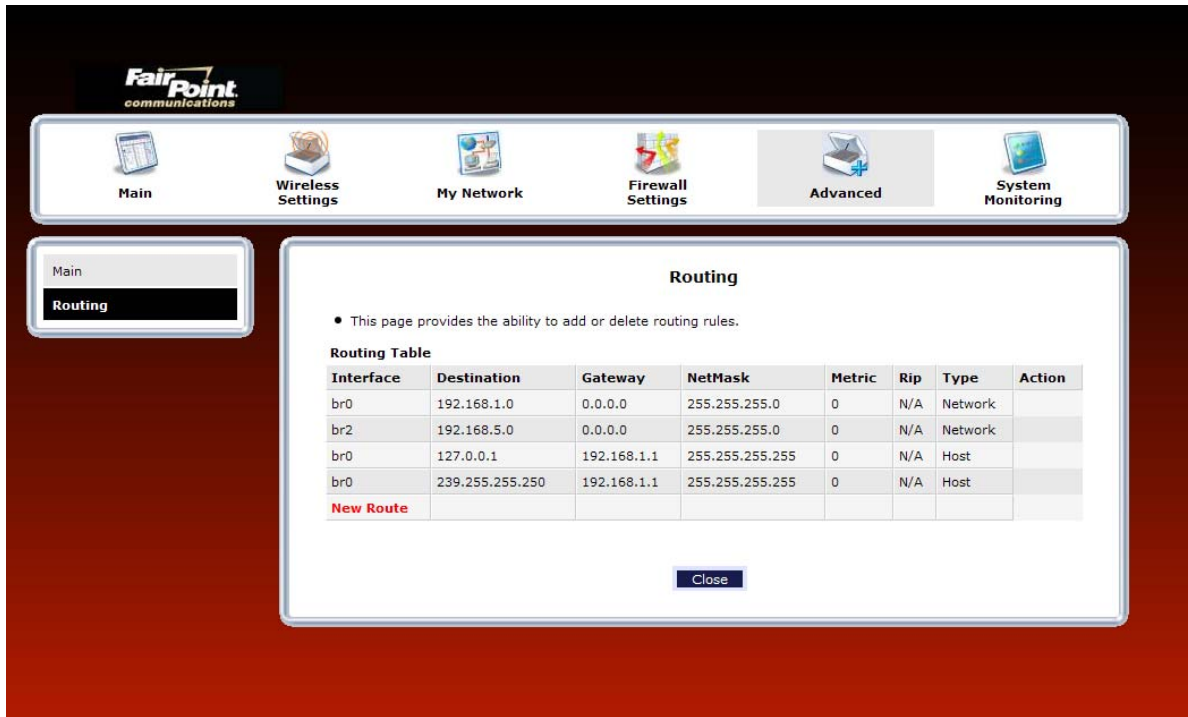 FairPoint.
communications
Main
Wireless
Settings
My Network
Firewall
Settings
Advanced
System
Monitoring
Main
Routing
Routing
• This page provides the ability to add or delete routing rules.
Routing Table
Interface Destination Gateway NetMask Metric Rip Type Action
br0 192.168.1.0 0.0.0.0 255.255.255.0 0 N/A Network
br2 192.168.5.0 0.0.0.0 255.255.255.0 0 N/A Network
br0 127.0.0.1 192.168.1.1 255.255.255.255 0 N/A Host
br0 239.255.255.250 192.168.1.1 255.255.255.255 0 N/A Host
New Route
Close